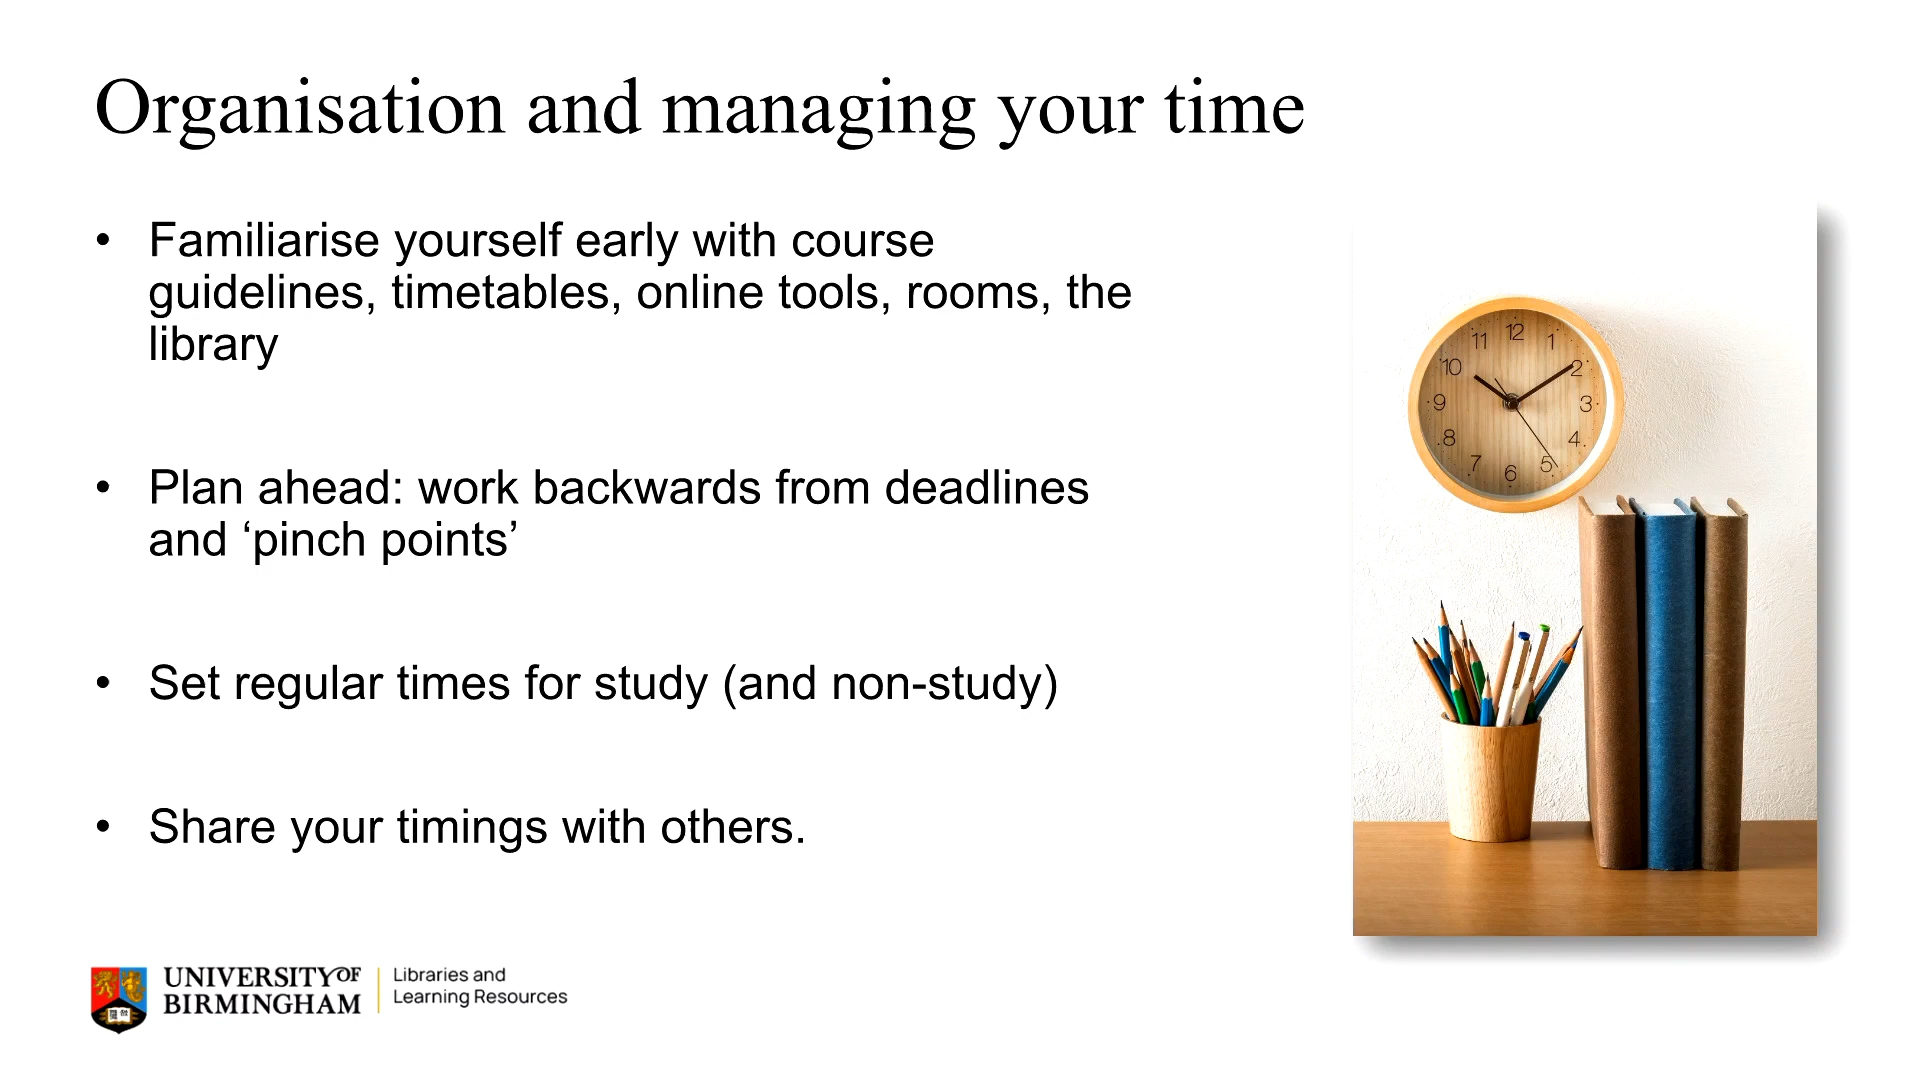 Organisation and managing your time
• Familiarise yourself early with course
guidelines, timetables, online tools, rooms, the
library
• Plan ahead: work backwards from deadlines
and ‘pinch points’
• Set regular times for study (and non-study)
• Share your timings with others.
12
11
1
10
2
9
3
8
4
7
5
6
UNIVERSITY OF
BIRMINGHAM
Libraries and
Learning Resources